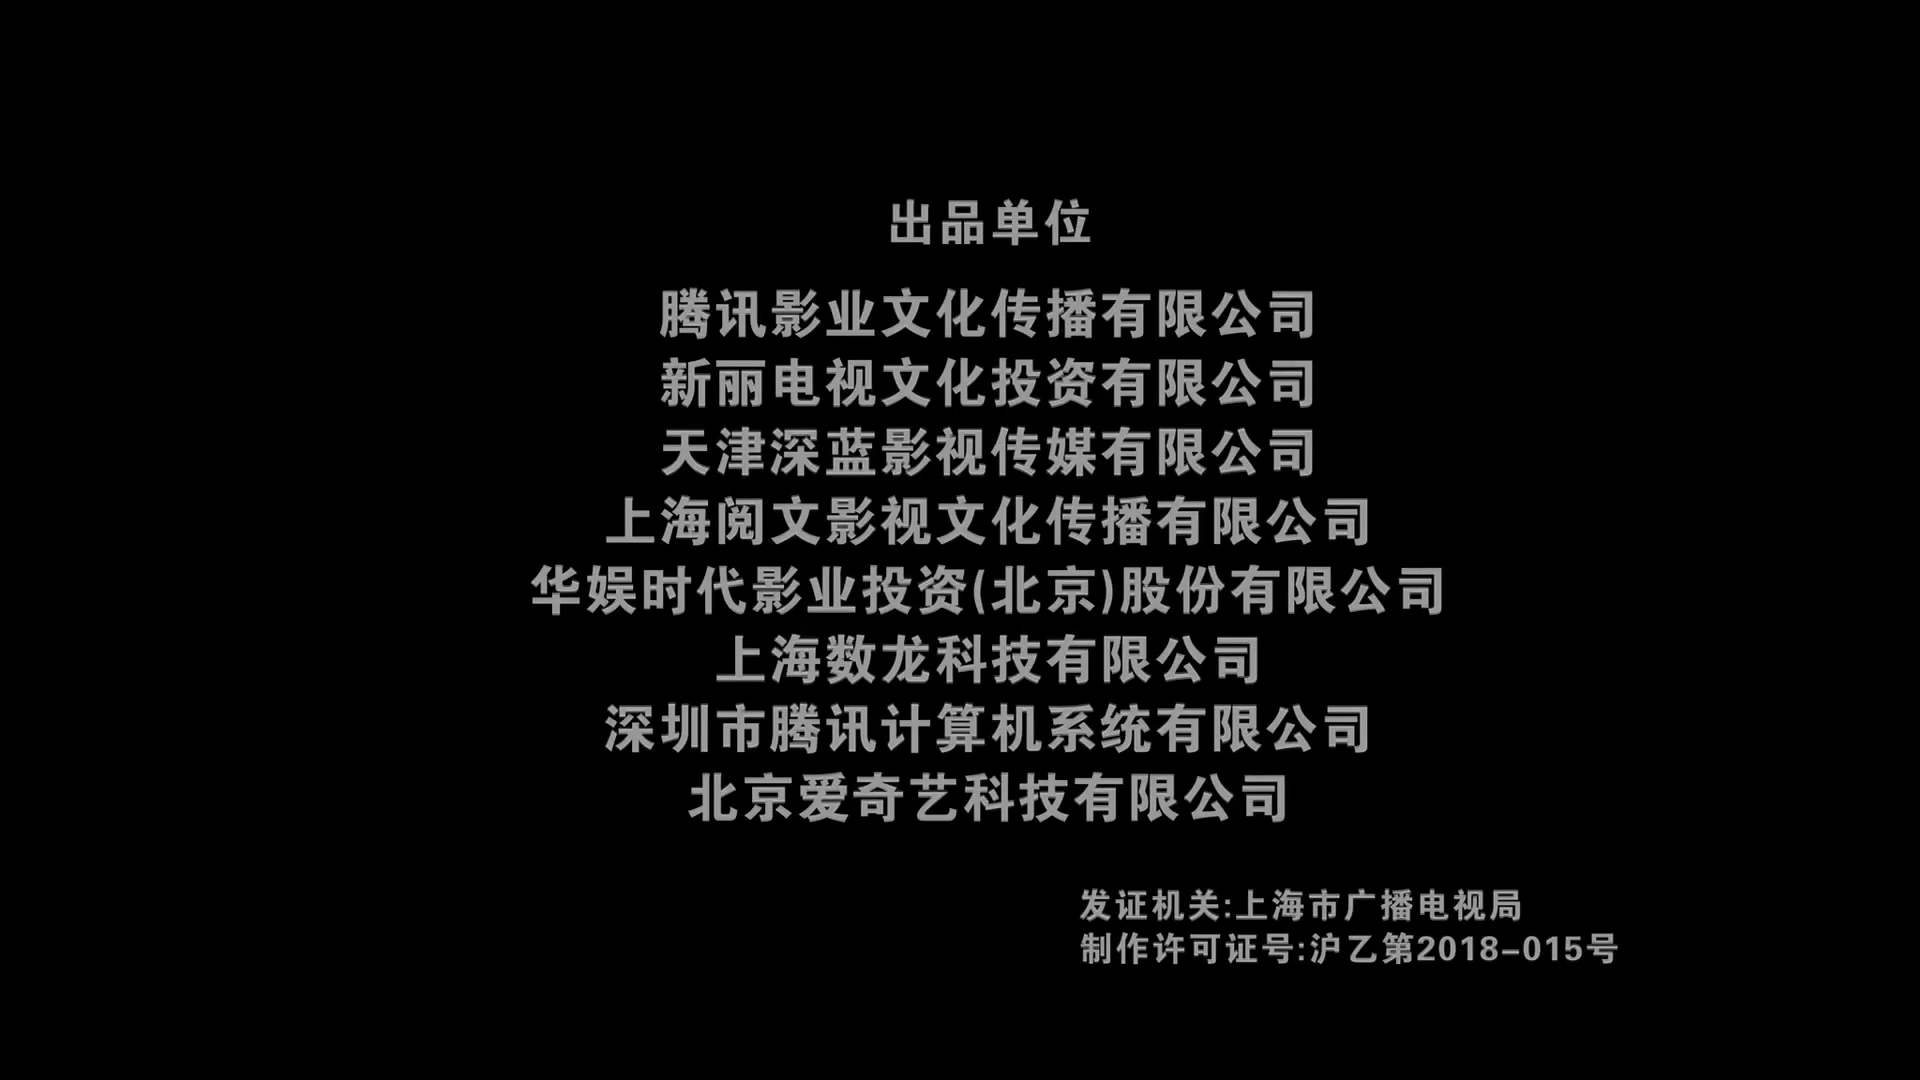 出品单位
腾讯影业文化传播有限公司
新丽电视文化投资有限公司
天津深蓝影视传媒有限公司
上海阅文影视文化传播有限公司
华娱时代影业投资(北京)股份有限公司
上海数龙科技有限公司
深圳市腾讯计算机系统有限公司
北京爱奇艺科技有限公司
发证机关:上海市广播电视局
制作许可证号:沪乙第2018-015号